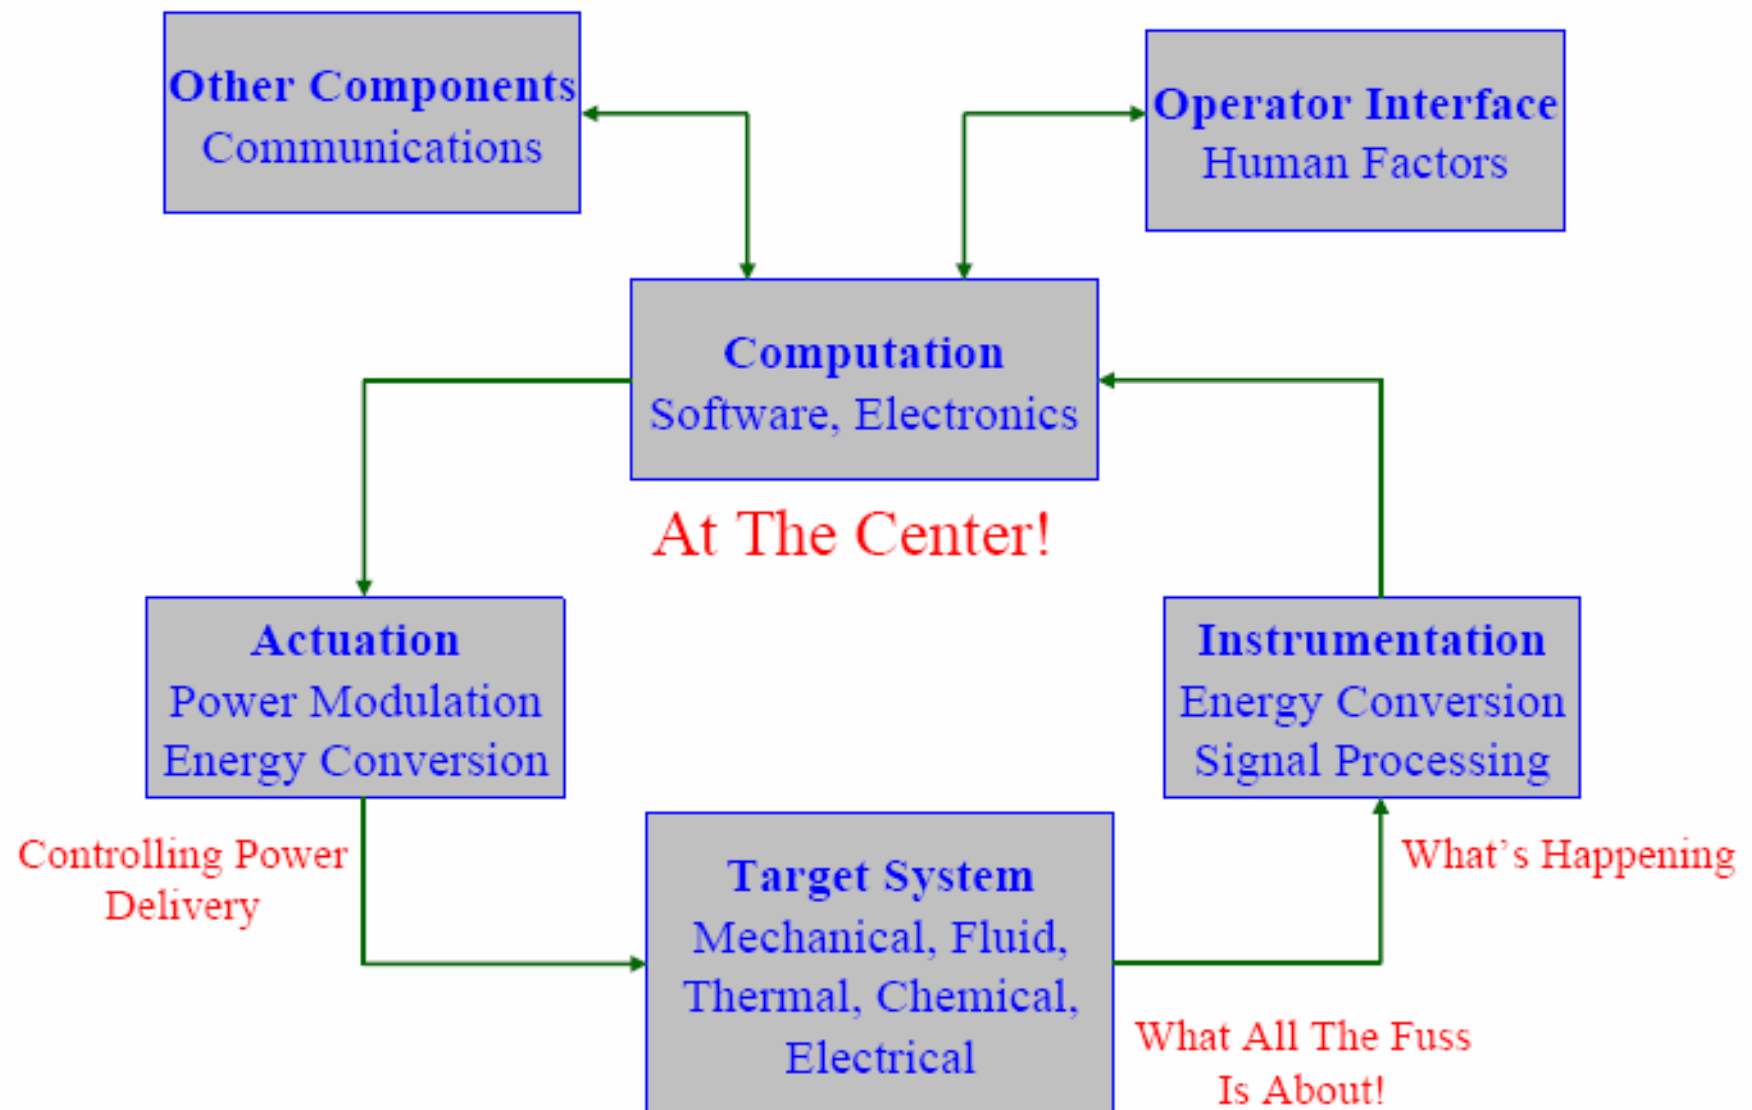 Other Components
Communications
Operator Interface
Human Factors
Computation
Software, Electronics
At The Center!
Actuation
Power Modulation
Energy Conversion
Instrumentation
Energy Conversion
Signal Processing
Controlling Power
Delivery
What's Happening
Target System
Mechanical, Fluid,
Thermal, Chemical,
Electrical
What All The Fuss
Is About!